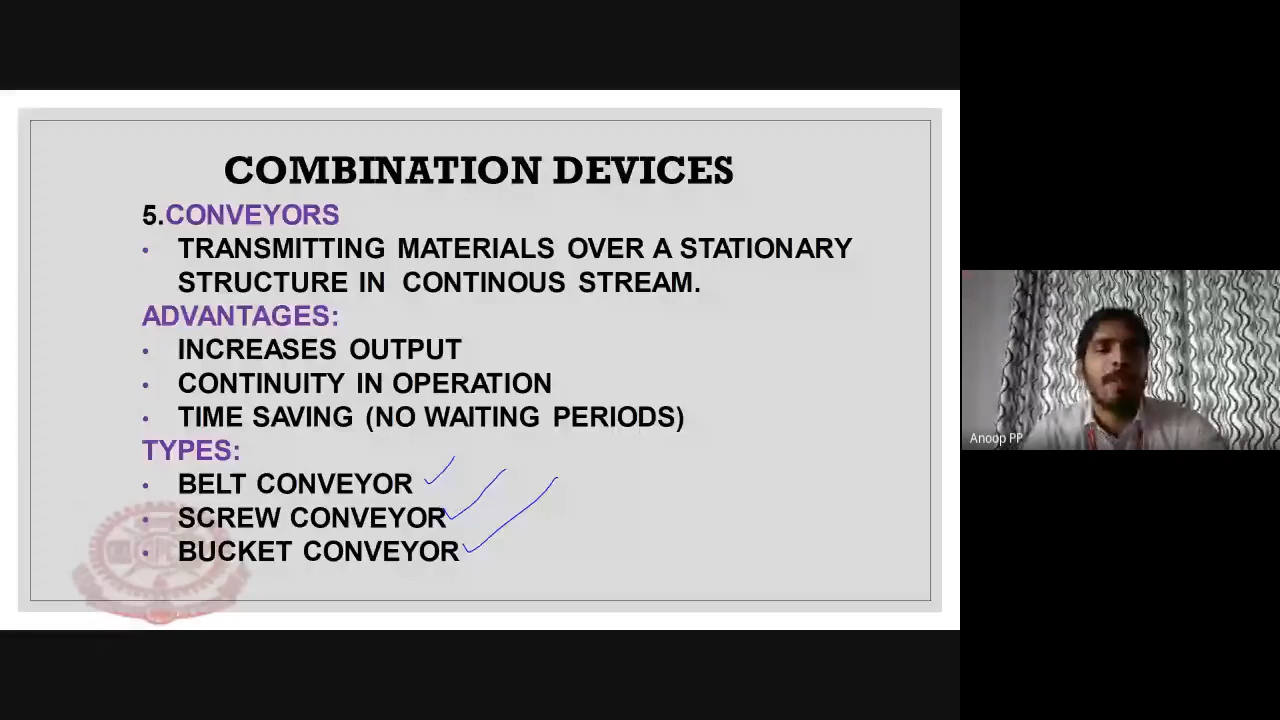 COMBINATION DEVICES
5.CONVEYORS
• TRANSMITTING MATERIALS OVER A STATIONARY
STRUCTURE IN CONTINOUS STREAM.
ADVANTAGES:
• INCREASES OUTPUT
• CONTINUITY IN OPERATION
• TIME SAVING (NO WAITING PERIODS)
TYPES:
• BELT CONVEYOR
• SCREW CONVEYOR
• BUCKET CONVEYOR
Anoop PP